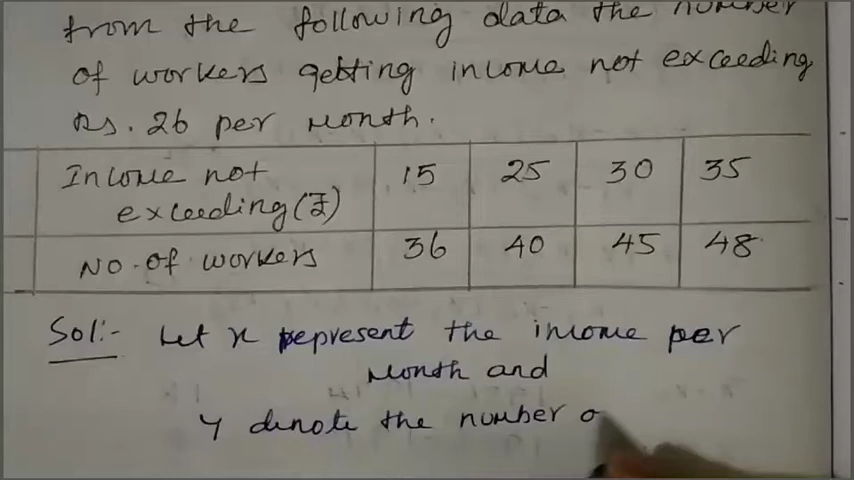 from the following data the number
of workers getting income not exceeding
Rs. 26 per month.
Income not 15 25 30 35
exceeding (₹)
No. of workers 36 40 45 48
Sol:- Let x represent the income per
month and
y denote the number o